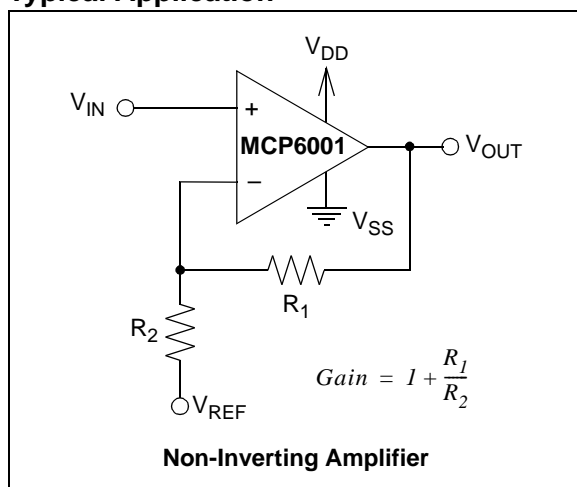 Typical Application
V_DD
V_IN
+
MCP6001
V_OUT
–
V_SS
R_1
R_2
Gain = 1 + R_1/R_2
V_REF
Non-Inverting Amplifier